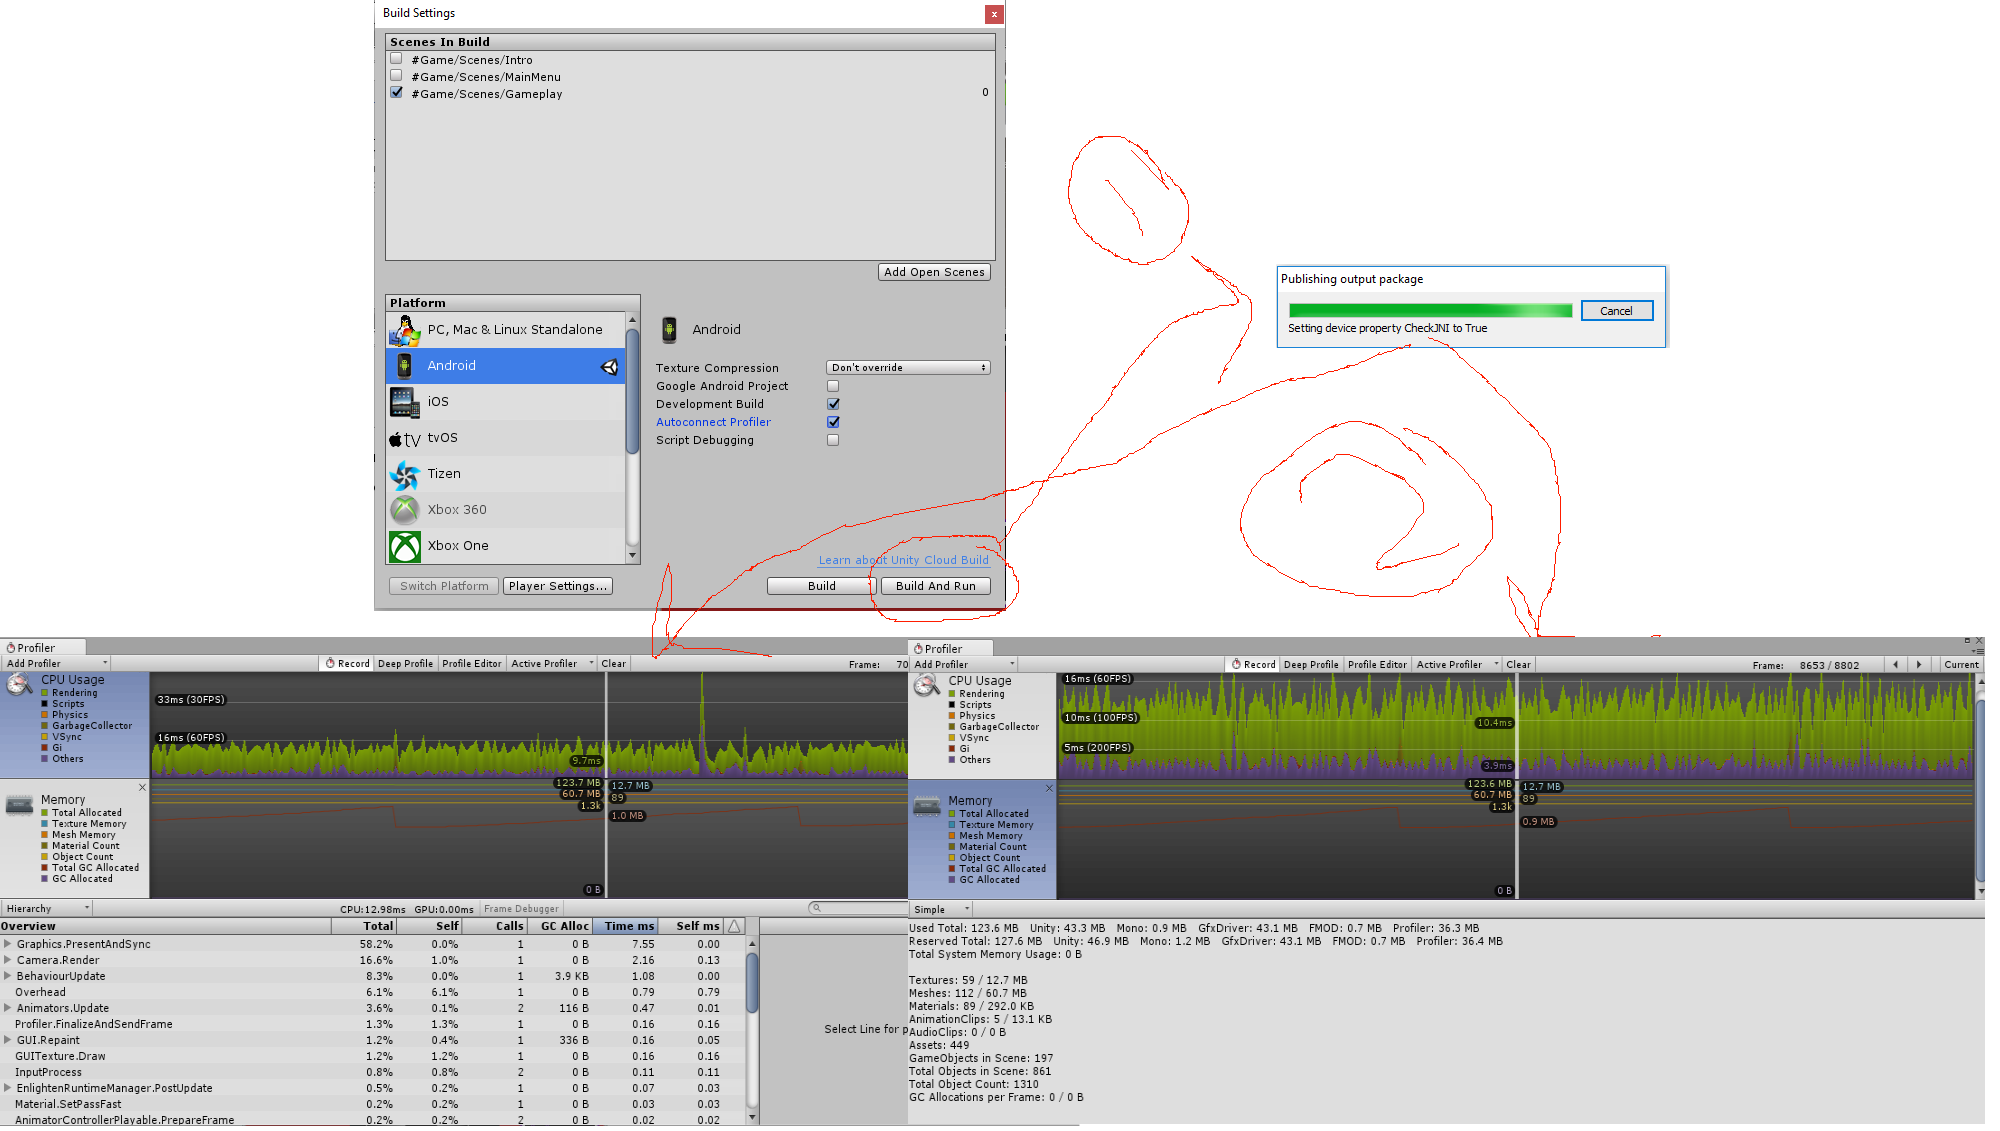 Build Settings
x
Scenes In Build
#Game/Scenes/Intro
#Game/Scenes/MainMenu
#Game/Scenes/Gameplay 0
Add Open Scenes
Platform
PC, Mac & Linux Standalone
Android
iOS
tv tvOS
Tizen
Xbox 360
Xbox One
Android
Texture Compression Don't override
Google Android Project
Development Build
Autoconnect Profiler
Script Debugging
Learn about Unity Cloud Build
Switch Platform Player Settings... Build Build And Run
1
Publishing output package
Cancel
Setting device property CheckJNI to True
2
Profiler
Add Profiler Record Deep Profile Profile Editor Active Profiler Clear Frame: 70
CPU Usage
Rendering
Scripts
Physics
GarbageCollector
VSync
Gi
Others
33ms (30FPS)
16ms (60FPS)
9.7ms
Memory
Total Allocated
Texture Memory
Mesh Memory
Material Count
Object Count
Total GC Allocated
GC Allocated
123.7 MB 12.7 MB
60.7 MB 89
1.3k
1.0 MB
0 B
Hierarchy CPU:12.98ms GPU:0.00ms Frame Debugger
Overview Total Self Calls GC Alloc Time ms Self ms
Graphics.PresentAndSync 58.2% 0.0% 1 0 B 7.55 0.00
Camera.Render 16.6% 1.0% 1 0 B 2.16 0.13
BehaviourUpdate 8.3% 0.0% 1 3.9 KB 1.08 0.00
Overhead 6.1% 6.1% 1 0 B 0.79 0.79
Animators.Update 3.6% 0.1% 2 116 B 0.47 0.01
Profiler.FinalizeAndSendFrame 1.3% 1.3% 1 0 B 0.16 0.16
GUI.Repaint 1.2% 0.4% 1 336 B 0.16 0.05
GUITexture.Draw 1.2% 1.2% 1 0 B 0.16 0.16
InputProcess 0.8% 0.8% 2 0 B 0.11 0.11
EnlightenRuntimeManager.PostUpdate 0.5% 0.2% 1 0 B 0.07 0.03
Material.SetPassFast 0.2% 0.2% 1 0 B 0.03 0.03
AnimatorControllerPlayable.PrepareFrame 0.2% 0.2% 2 0 B 0.02 0.02
Select Line for p
Profiler
Add Profiler Record Deep Profile Profile Editor Active Profiler Clear Frame: 8653 / 8802 Current
CPU Usage
Rendering
Scripts
Physics
GarbageCollector
VSync
Gi
Others
16ms (60FPS)
10ms (100FPS)
5ms (200FPS)
10.4ms
3.9ms
Memory
Total Allocated
Texture Memory
Mesh Memory
Material Count
Object Count
Total GC Allocated
GC Allocated
123.6 MB 12.7 MB
60.7 MB 89
1.3k
0.9 MB
0 B
Simple
Used Total: 123.6 MB Unity: 43.3 MB Mono: 0.9 MB GfxDriver: 43.1 MB FMOD: 0.7 MB Profiler: 36.3 MB
Reserved Total: 127.6 MB Unity: 46.9 MB Mono: 1.2 MB GfxDriver: 43.1 MB FMOD: 0.7 MB Profiler: 36.4 MB
Total System Memory Usage: 0 B
Textures: 59 / 12.7 MB
Meshes: 112 / 60.7 MB
Materials: 89 / 292.0 KB
AnimationClips: 5 / 13.1 KB
AudioClips: 0 / 0 B
Assets: 449
GameObjects in Scene: 197
Total Objects in Scene: 861
Total Object Count: 1310
GC Allocations per Frame: 0 / 0 B